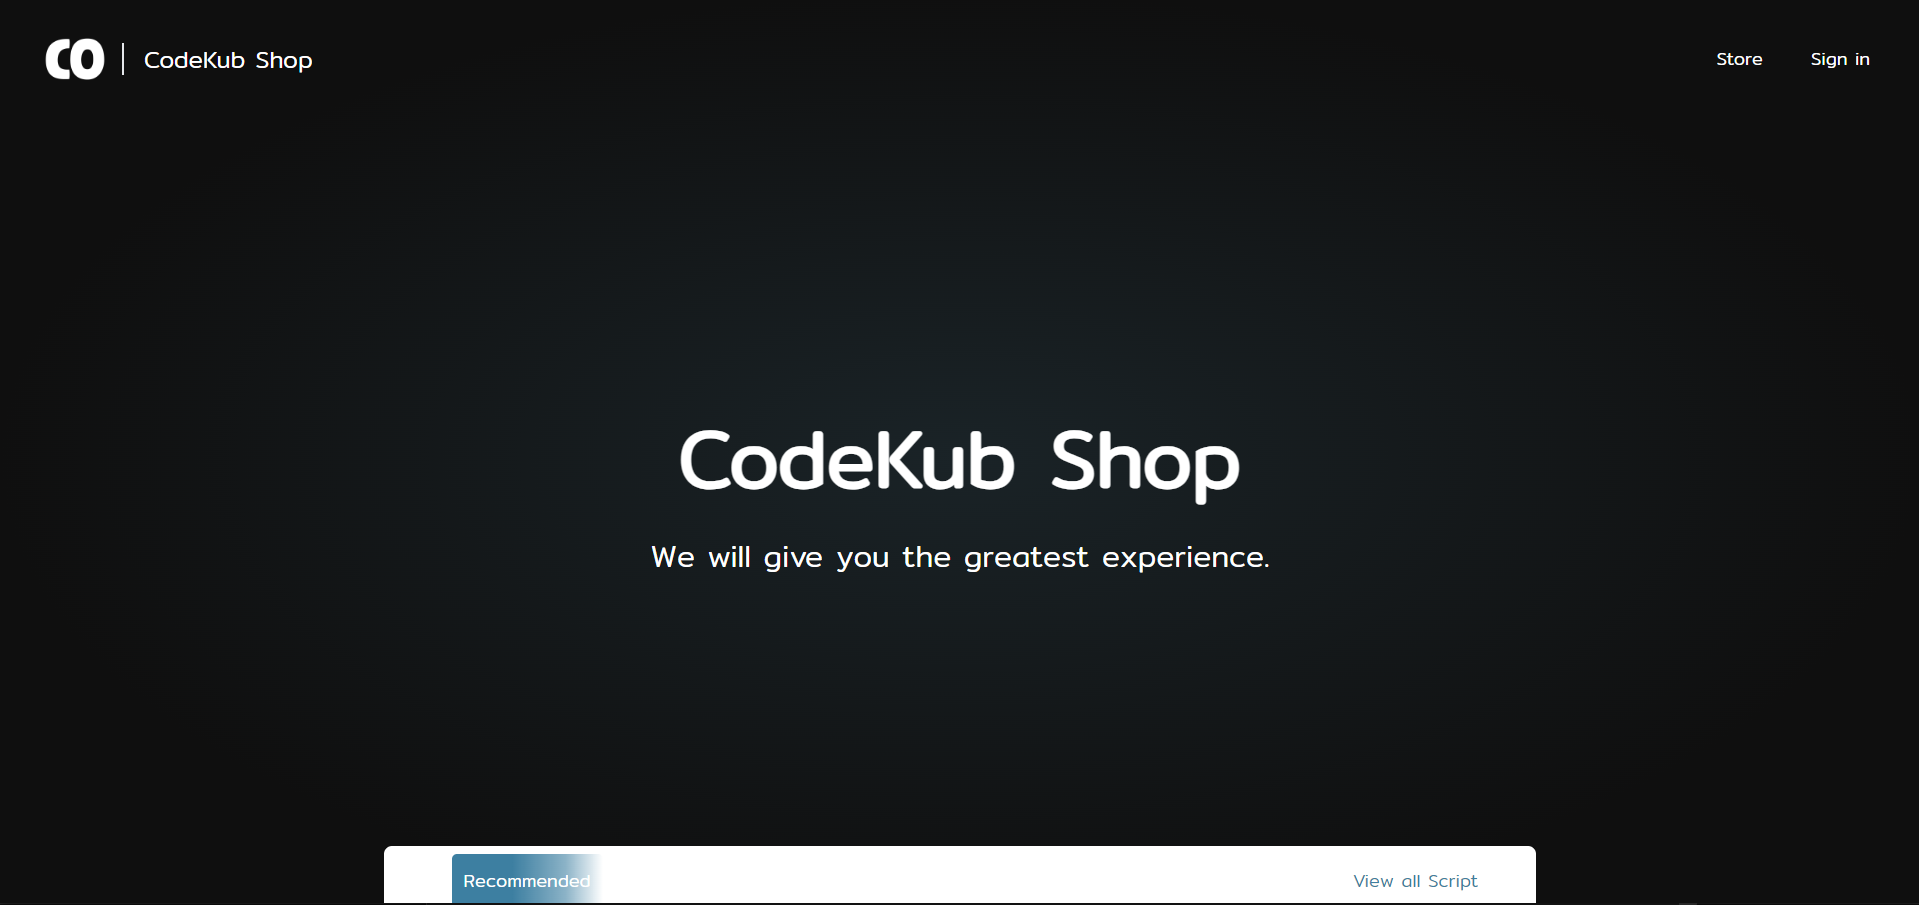 CO
CodeKub Shop
Store
Sign in
CodeKub Shop
We will give you the greatest experience.
Recommended
View all Script